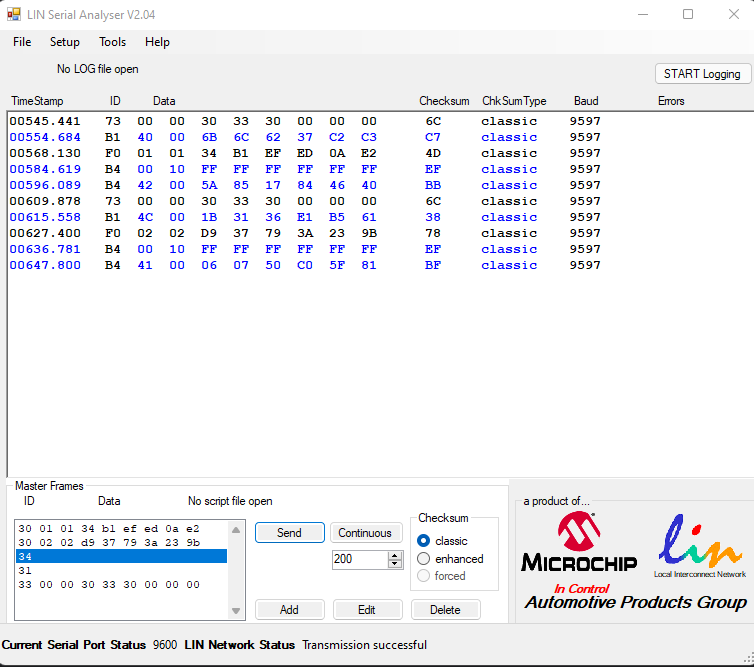 LIN Serial Analyser V2.04
File Setup Tools Help
No LOG file open
START Logging
TimeStamp ID Data Checksum ChkSumType Baud Errors
00545.441 73 00 00 30 33 30 00 00 00 6C classic 9597
00554.684 B1 40 00 6B 6C 62 37 C2 C3 C7 classic 9597
00568.130 F0 01 01 34 B1 EF ED 0A E2 4D classic 9597
00584.619 B4 00 10 FF FF FF FF FF FF EF classic 9597
00596.089 B4 42 00 5A 85 17 84 46 40 BB classic 9597
00609.878 73 00 00 30 33 30 00 00 00 6C classic 9597
00615.558 B1 4C 00 1B 31 36 E1 B5 61 38 classic 9597
00627.400 F0 02 02 D9 37 79 3A 23 9B 78 classic 9597
00636.781 B4 00 10 FF FF FF FF FF FF EF classic 9597
00647.800 B4 41 00 06 07 50 C0 5F 81 BF classic 9597
Master Frames
ID Data No script file open
30 01 01 34 b1 ef ed 0a e2
30 02 02 d9 37 79 3a 23 9b
34
31
33 00 00 30 33 30 00 00 00
Send Continuous
200
Add Edit Delete
Checksum
classic
enhanced
forced
a product of...
MICROCHIP
lin
Local Interconnect Network
In Control
Automotive Products Group
Current Serial Port Status 9600 LIN Network Status Transmission successful